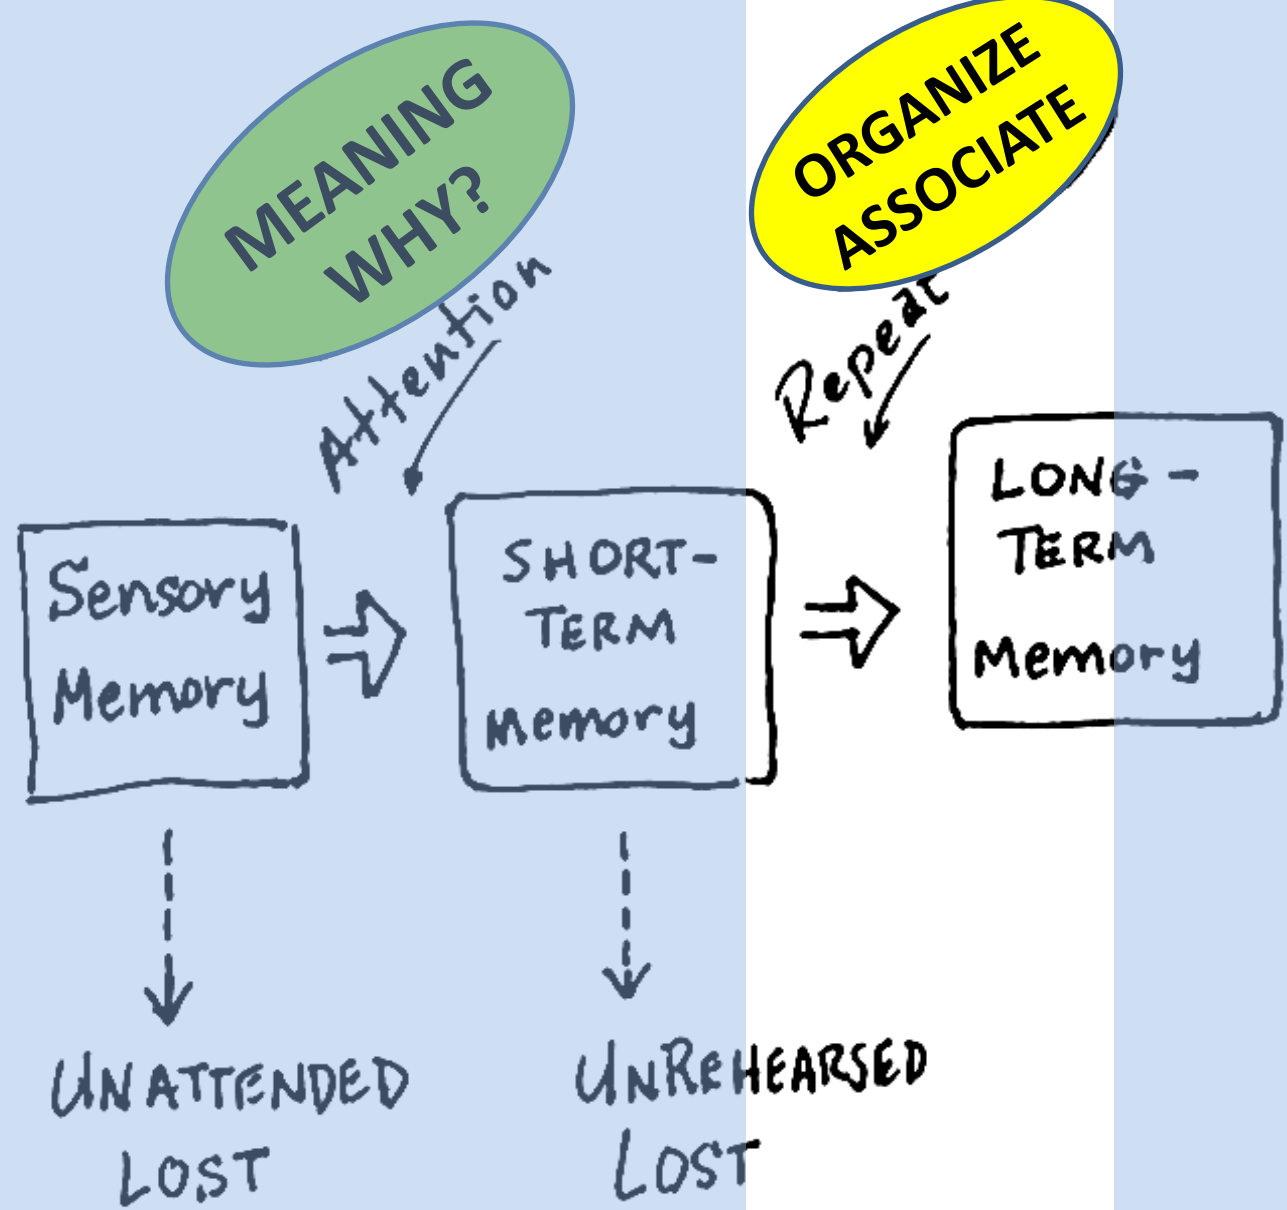 MEANING
WHY?
ORGANIZE
ASSOCIATE
Attention
Repeat
Sensory
Memory
SHORT-
TERM
Memory
LONG-
TERM
Memory
UNATTENDED
LOST
UNREHEARSED
LOST